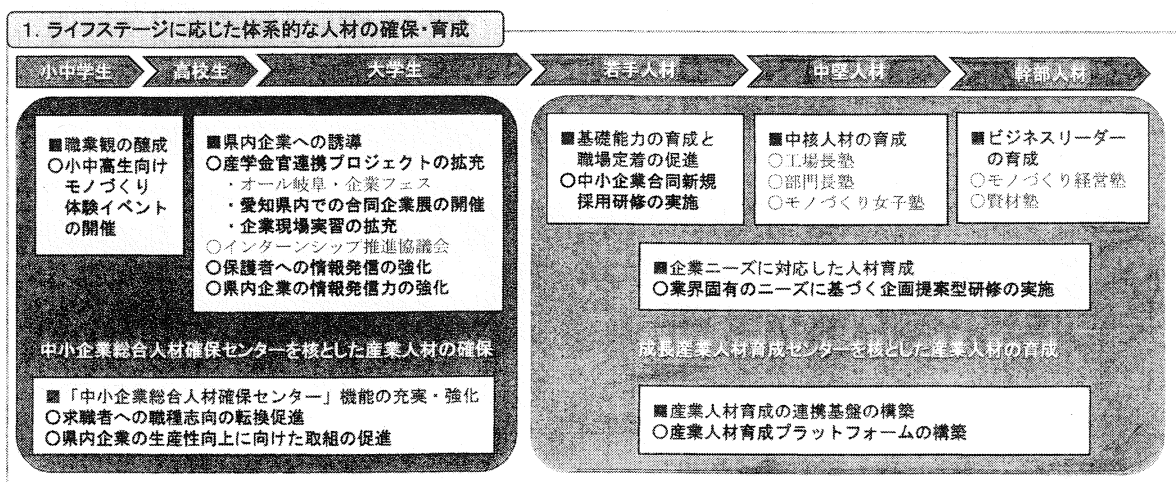 1. ライフステージに応じた体系的な人材の確保・育成
小中学生
高校生
大学生
若手人材
中堅人材
幹部人材
■職業観の醸成
○小中高生向け
モノづくり
体験イベント
の開催
■県内企業への誘導
○産学金官連携プロジェクトの拡充
・オール岐阜・企業フェス
・愛知県内での合同企業展の開催
・企業現場実習の拡充
○インターンシップ推進協議会
○保護者への情報発信の強化
○県内企業の情報発信力の強化
中小企業総合人材確保センターを核とした産業人材の確保
■「中小企業総合人材確保センター」機能の充実・強化
○求職者への職種志向の転換促進
○県内企業の生産性向上に向けた取組の促進
■基礎能力の育成と
職場定着の促進
○中小企業合同新規
採用研修の実施
■中核人材の育成
○工場長塾
○部門長塾
○モノづくり女子塾
■ビジネスリーダー
の育成
○モノづくり経営塾
○賢材塾
■企業ニーズに対応した人材育成
○業界固有のニーズに基づく企画提案型研修の実施
成長産業人材育成センターを核とした産業人材の育成
■産業人材育成の連携基盤の構築
○産業人材育成プラットフォームの構築